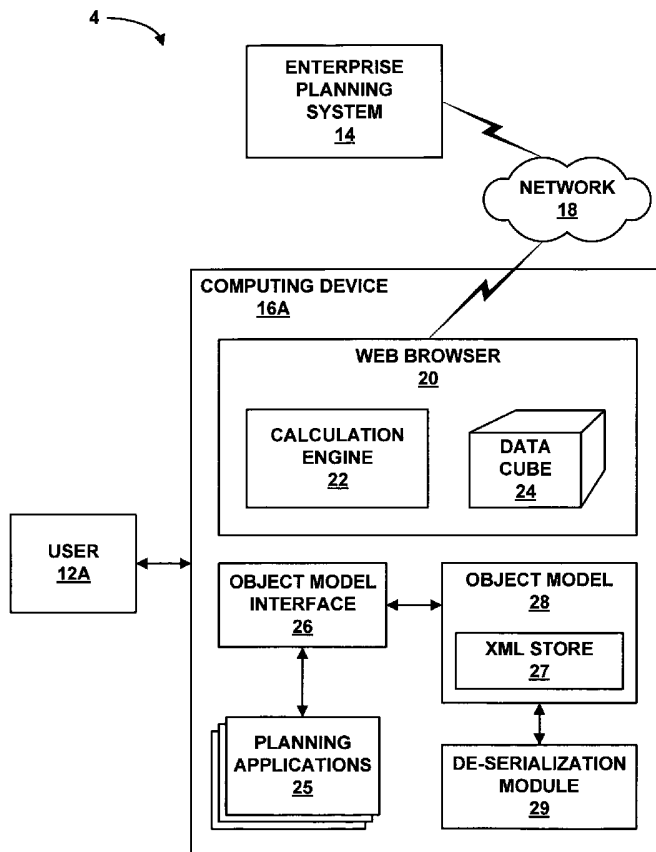 4
ENTERPRISE
PLANNING
SYSTEM
14
NETWORK
18
COMPUTING DEVICE
16A
WEB BROWSER
20
CALCULATION
ENGINE
22
DATA
CUBE
24
USER
12A
OBJECT MODEL
INTERFACE
26
OBJECT MODEL
28
XML STORE
27
PLANNING
APPLICATIONS
25
DE-SERIALIZATION
MODULE
29